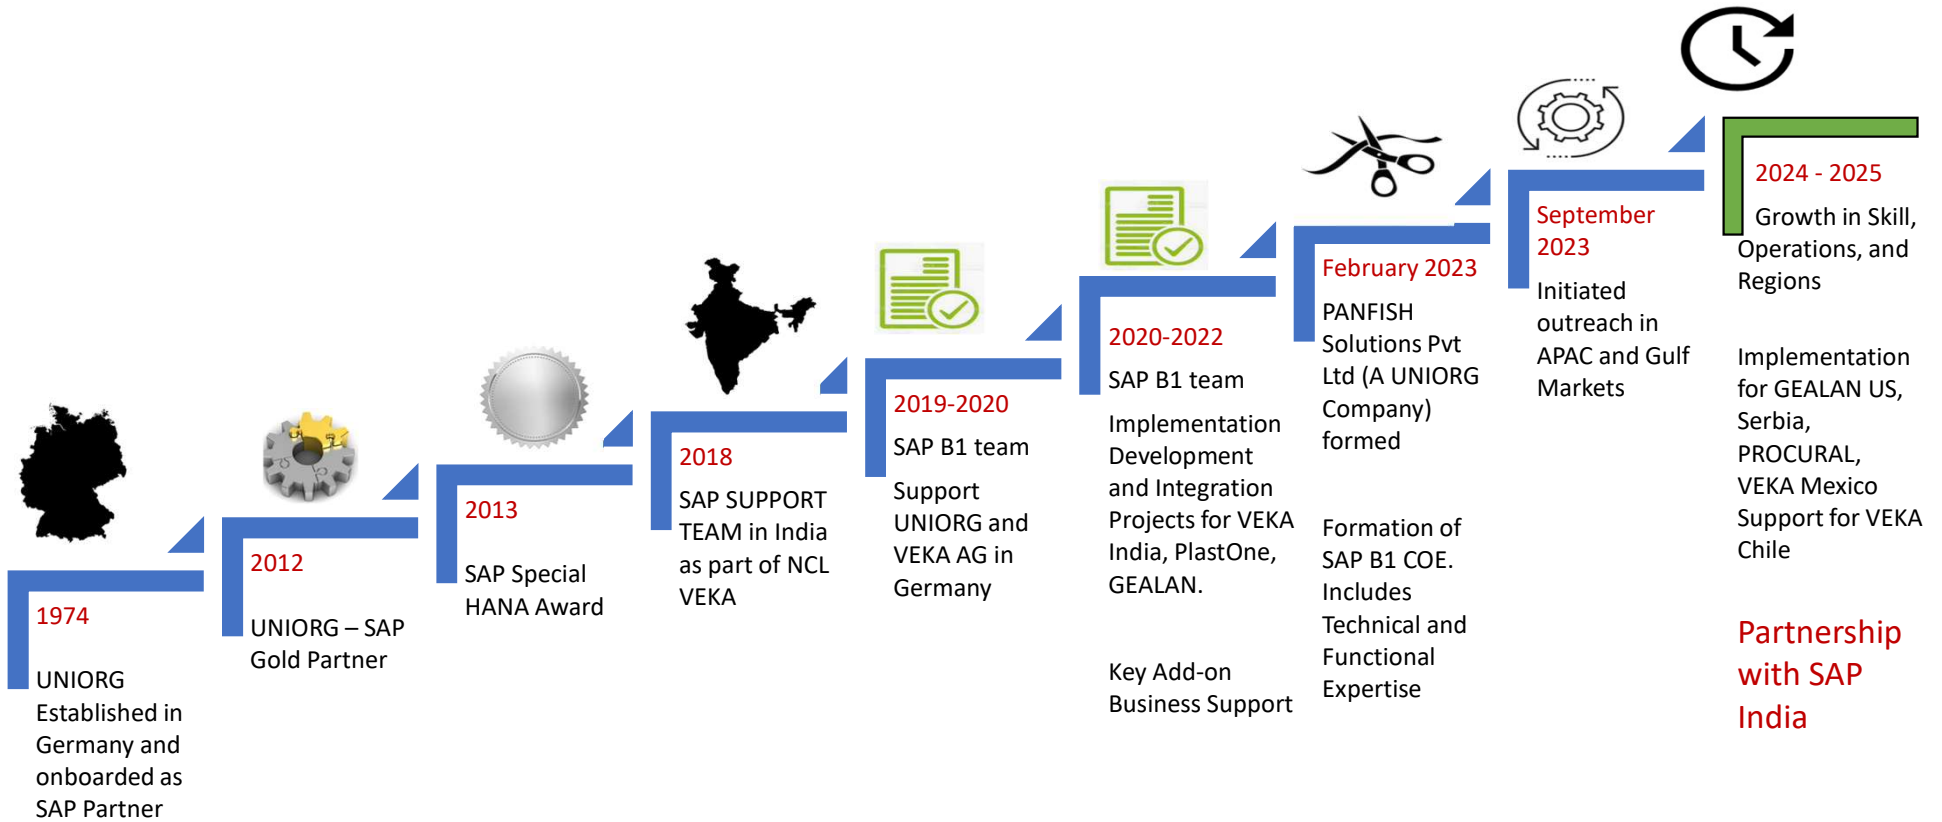 1974
UNIORG
Established in
Germany and
onboarded as
SAP Partner
2012
UNIORG – SAP
Gold Partner
2013
SAP Special
HANA Award
2018
SAP SUPPORT
TEAM in India
as part of NCL
VEKA
2019-2020
SAP B1 team
Support
UNIORG and
VEKA AG in
Germany
2020-2022
SAP B1 team
Implementation
Development
and Integration
Projects for VEKA
India, PlastOne,
GEALAN.
Key Add-on
Business Support
February 2023
PANFISH
Solutions Pvt
Ltd (A UNIORG
Company)
formed
Formation of
SAP B1 COE.
Includes
Technical and
Functional
Expertise
September
2023
Initiated
outreach in
APAC and Gulf
Markets
2024 - 2025
Growth in Skill,
Operations, and
Regions
Implementation
for GEALAN US,
Serbia,
PROCURAL,
VEKA Mexico
Support for VEKA
Chile
Partnership
with SAP
India